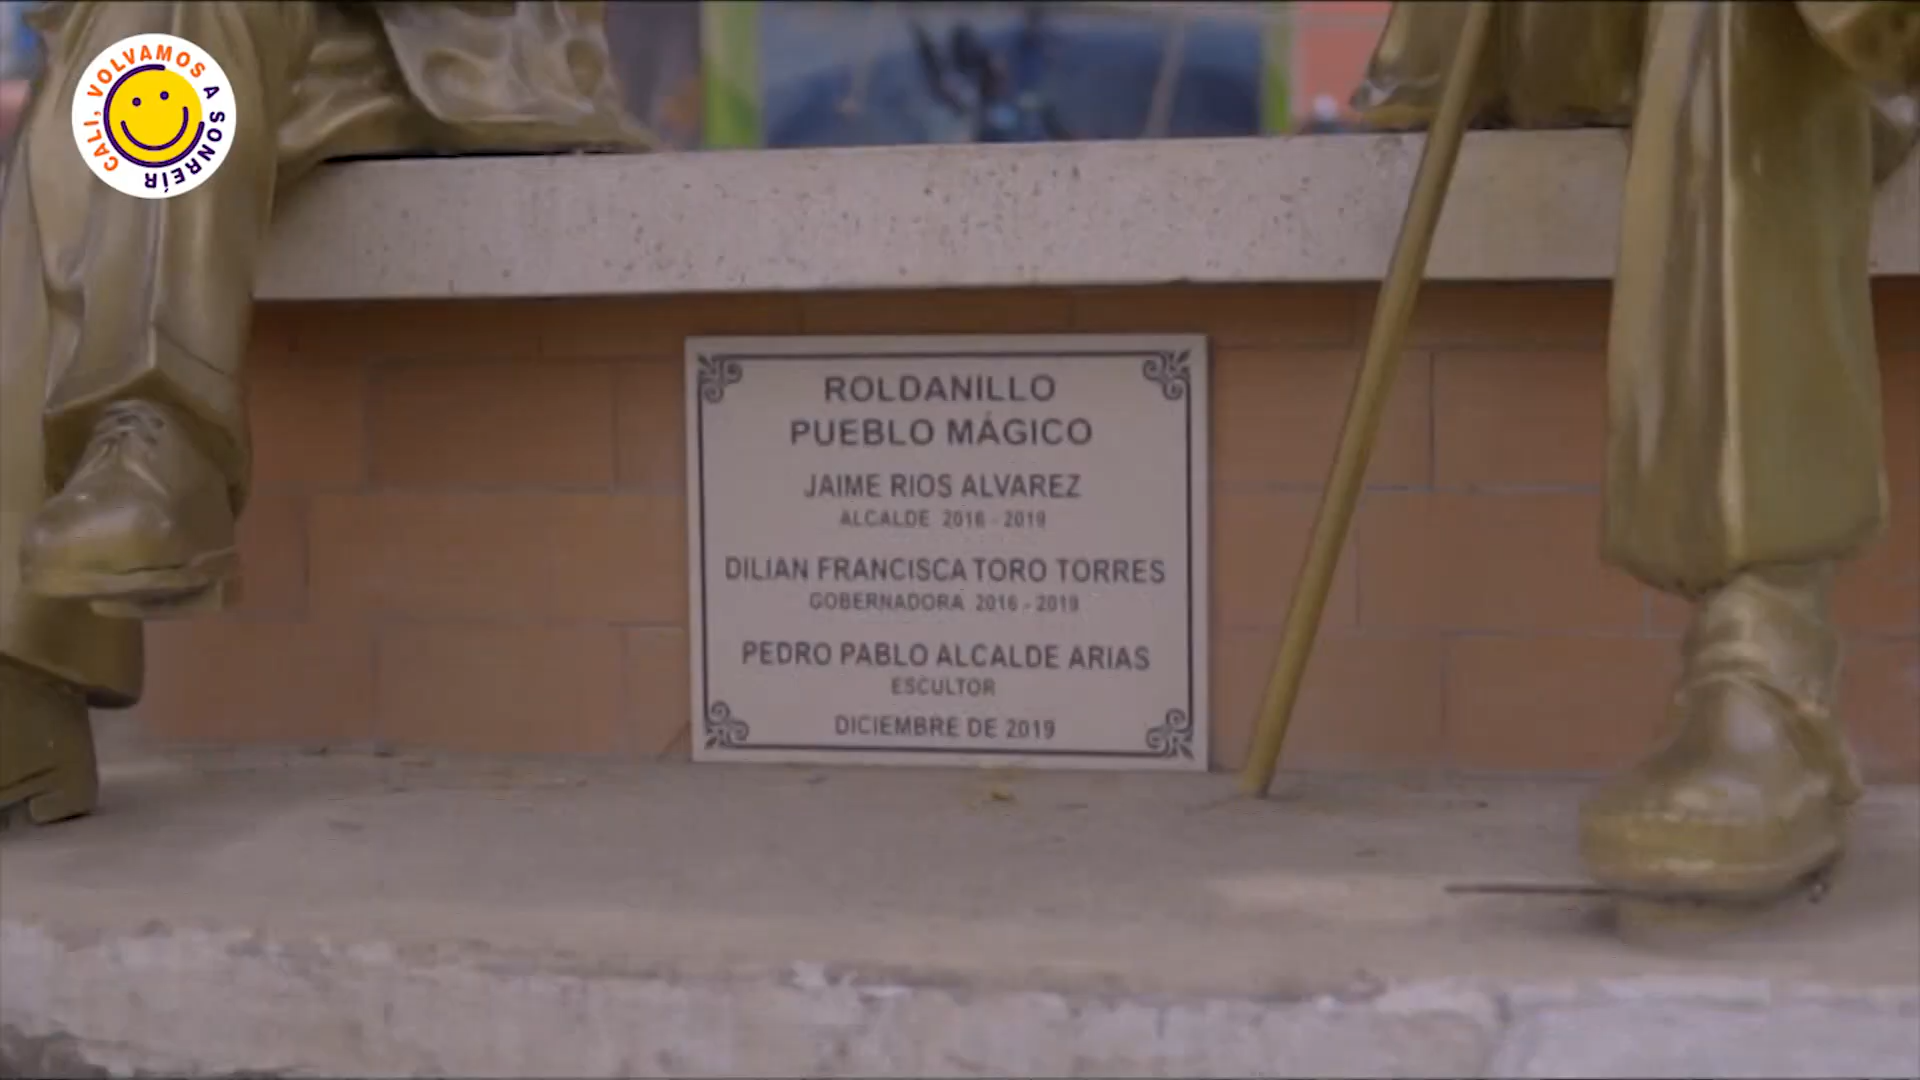 CALI, VOLVAMOS A SONREÍR
ROLDANILLO
PUEBLO MÁGICO
JAIME RIOS ALVAREZ
ALCALDE 2016 - 2019
DILIAN FRANCISCA TORO TORRES
GOBERNADORA 2016 - 2019
PEDRO PABLO ALCALDE ARIAS
ESCULTOR
DICIEMBRE DE 2019